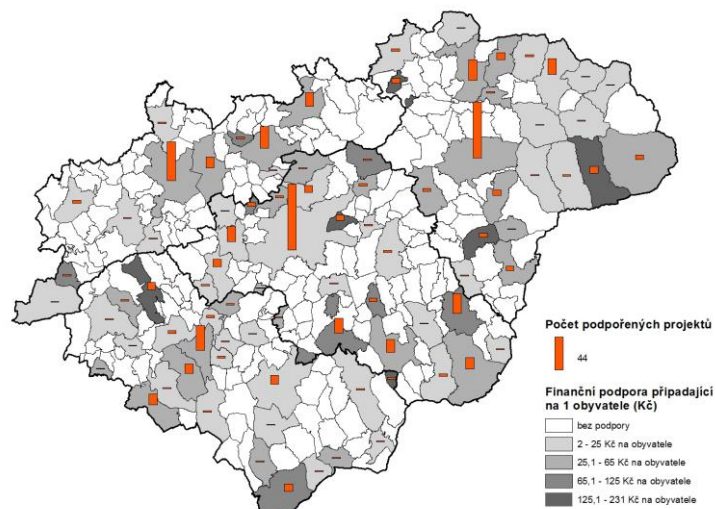 Počet podpořených projektů
44
Finanční podpora připadající
na 1 obyvatele (Kč)
bez podpory
2 - 25 Kč na obyvatele
25,1 - 65 Kč na obyvatele
65,1 - 125 Kč na obyvatele
125,1 - 231 Kč na obyvatele